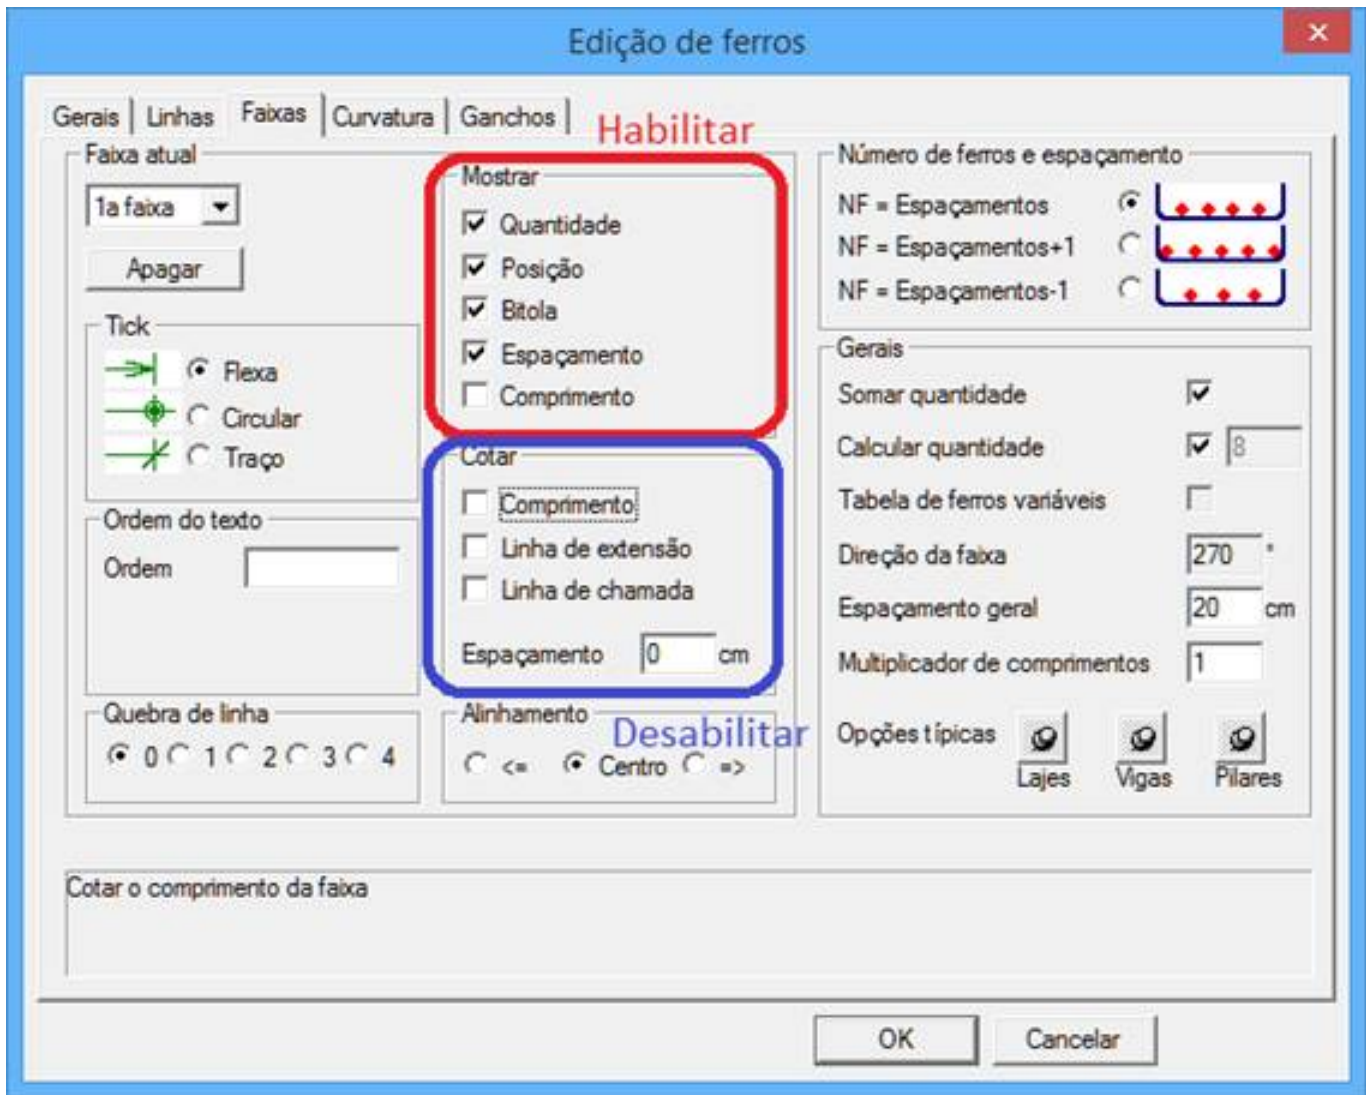 Edição de ferros
x
Gerais
Linhas
Faixas
Curvatura
Ganchos
Habilitar
Faixa atual
1a faixa
Apagar
Tick
Flexa
Circular
Traço
Ordem do texto
Ordem
Quebra de linha
0 1 2 3 4
Mostrar
Quantidade
Posição
Bitola
Espaçamento
Comprimento
Cotar
Comprimento
Linha de extensão
Linha de chamada
Espaçamento 0 cm
Desabilitar
Alinhamento
<= Centro =>
Número de ferros e espaçamento
NF = Espaçamentos
NF = Espaçamentos+1
NF = Espaçamentos-1
Gerais
Somar quantidade
Calcular quantidade 8
Tabela de ferros variáveis
Direção da faixa 270 °
Espaçamento geral 20 cm
Multiplicador de comprimentos 1
Opções típicas
Lajes Vigas Pilares
Cotar o comprimento da faixa
OK
Cancelar